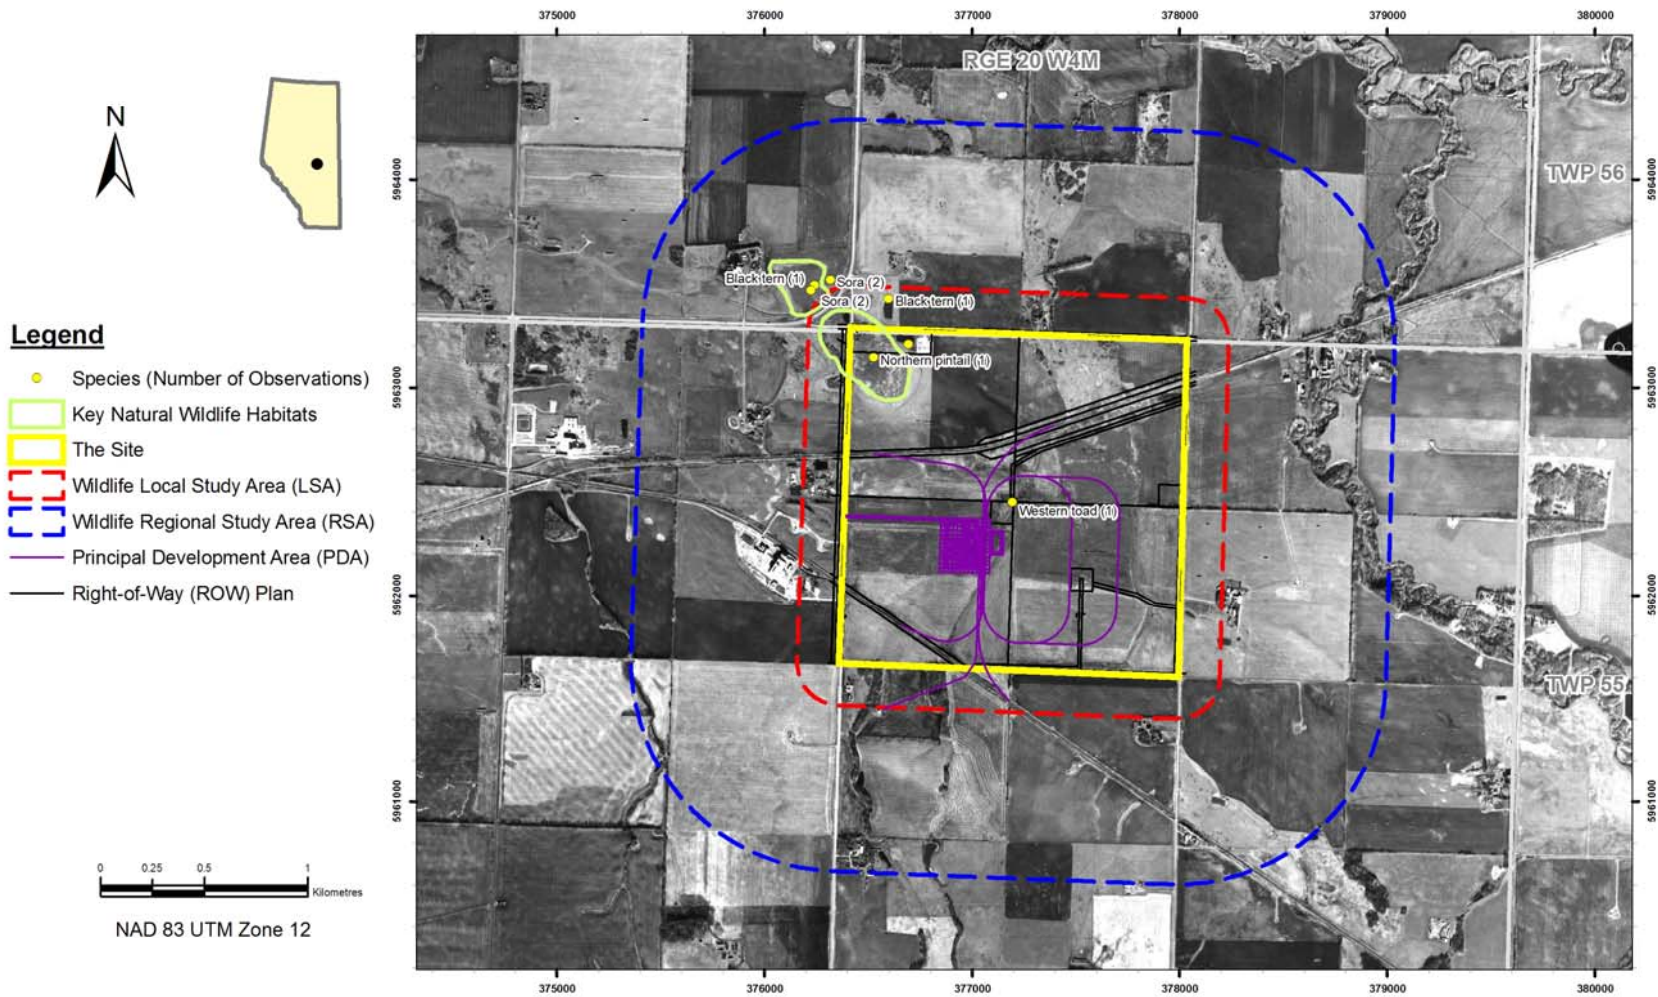 375000 376000 377000 378000 379000 380000
RGE 20 W4M
N
5964000
TWP 56
5964000
Black tern (1)
Sora (2)
Sora (2)
Black tern (1)
Legend
Northern pintail (1)
Species (Number of Observations)
5963000
5963000
Key Natural Wildlife Habitats
The Site
Wildlife Local Study Area (LSA)
Western toad (1)
Wildlife Regional Study Area (RSA)
Principal Development Area (PDA)
Right-of-Way (ROW) Plan
5962000
5962000
TWP 55
5961000
5961000
0 0.25 0.5 1
Kilometres
NAD 83 UTM Zone 12
375000 376000 377000 378000 379000 380000